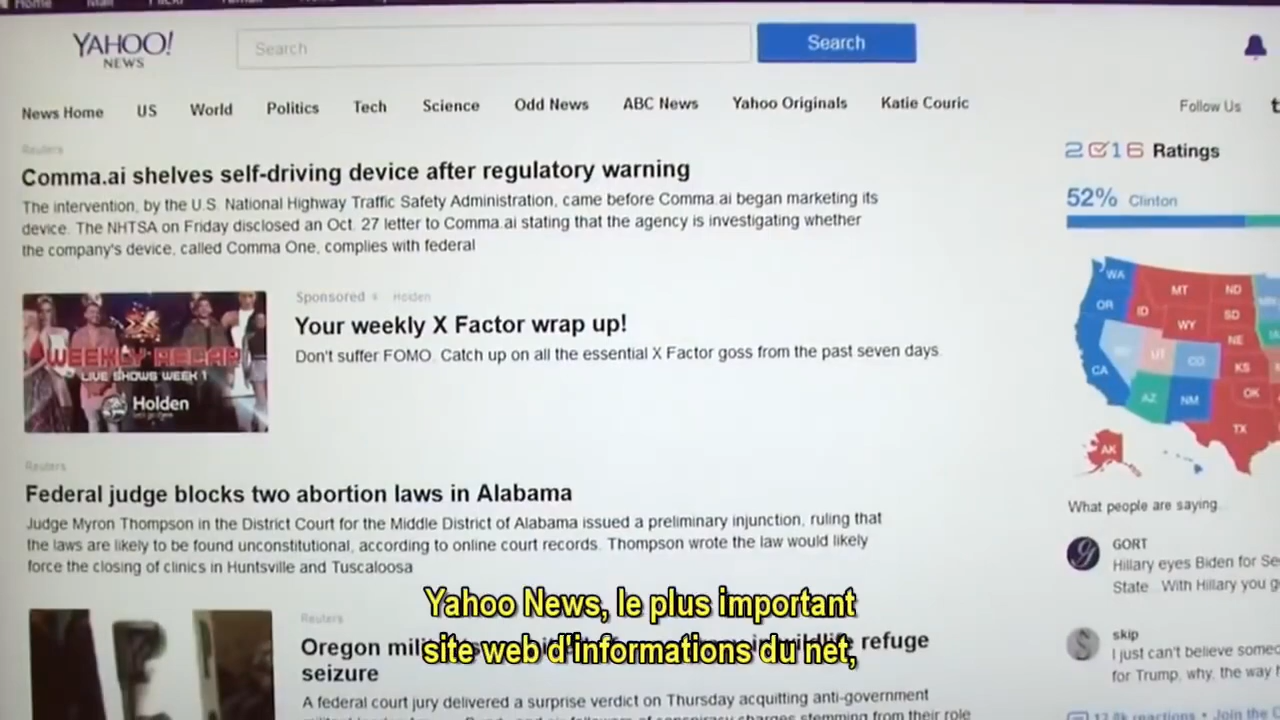 Home Mail
YAHOO!
NEWS
Search
Search
News Home US World Politics Tech Science Odd News ABC News Yahoo Originals Katie Couric
Follow Us
Reuters
Comma.ai shelves self-driving device after regulatory warning
The intervention, by the U.S. National Highway Traffic Safety Administration, came before Comma.ai began marketing its
device. The NHTSA on Friday disclosed an Oct. 27 letter to Comma.ai stating that the agency is investigating whether
the company's device, called Comma One, complies with federal
2016 Ratings
52% Clinton
WA
OR
ID
MT
ND
SD
WY
NE
UT
CO
KS
CA
AZ
NM
OK
TX
AK
WEEKLY RECAP
LIVE SHOWS WEEK 1
Holden
Sponsored Holden
Your weekly X Factor wrap up!
Don't suffer FOMO. Catch up on all the essential X Factor goss from the past seven days.
Reuters
Federal judge blocks two abortion laws in Alabama
Judge Myron Thompson in the District Court for the Middle District of Alabama issued a preliminary injunction, ruling that
the laws are likely to be found unconstitutional, according to online court records. Thompson wrote the law would likely
force the closing of clinics in Huntsville and Tuscaloosa
What people are saying
GORT
Hillary eyes Biden for Se
State. With Hillary you g
skip
I just can't believe some
for Trump, why, the way
reactions • Join the
Reuters
Oregon refuge
seizure
A federal court jury delivered a surprise verdict on Thursday acquitting anti-government
stemming from their role
Yahoo News, le plus important
site web d'informations du net,